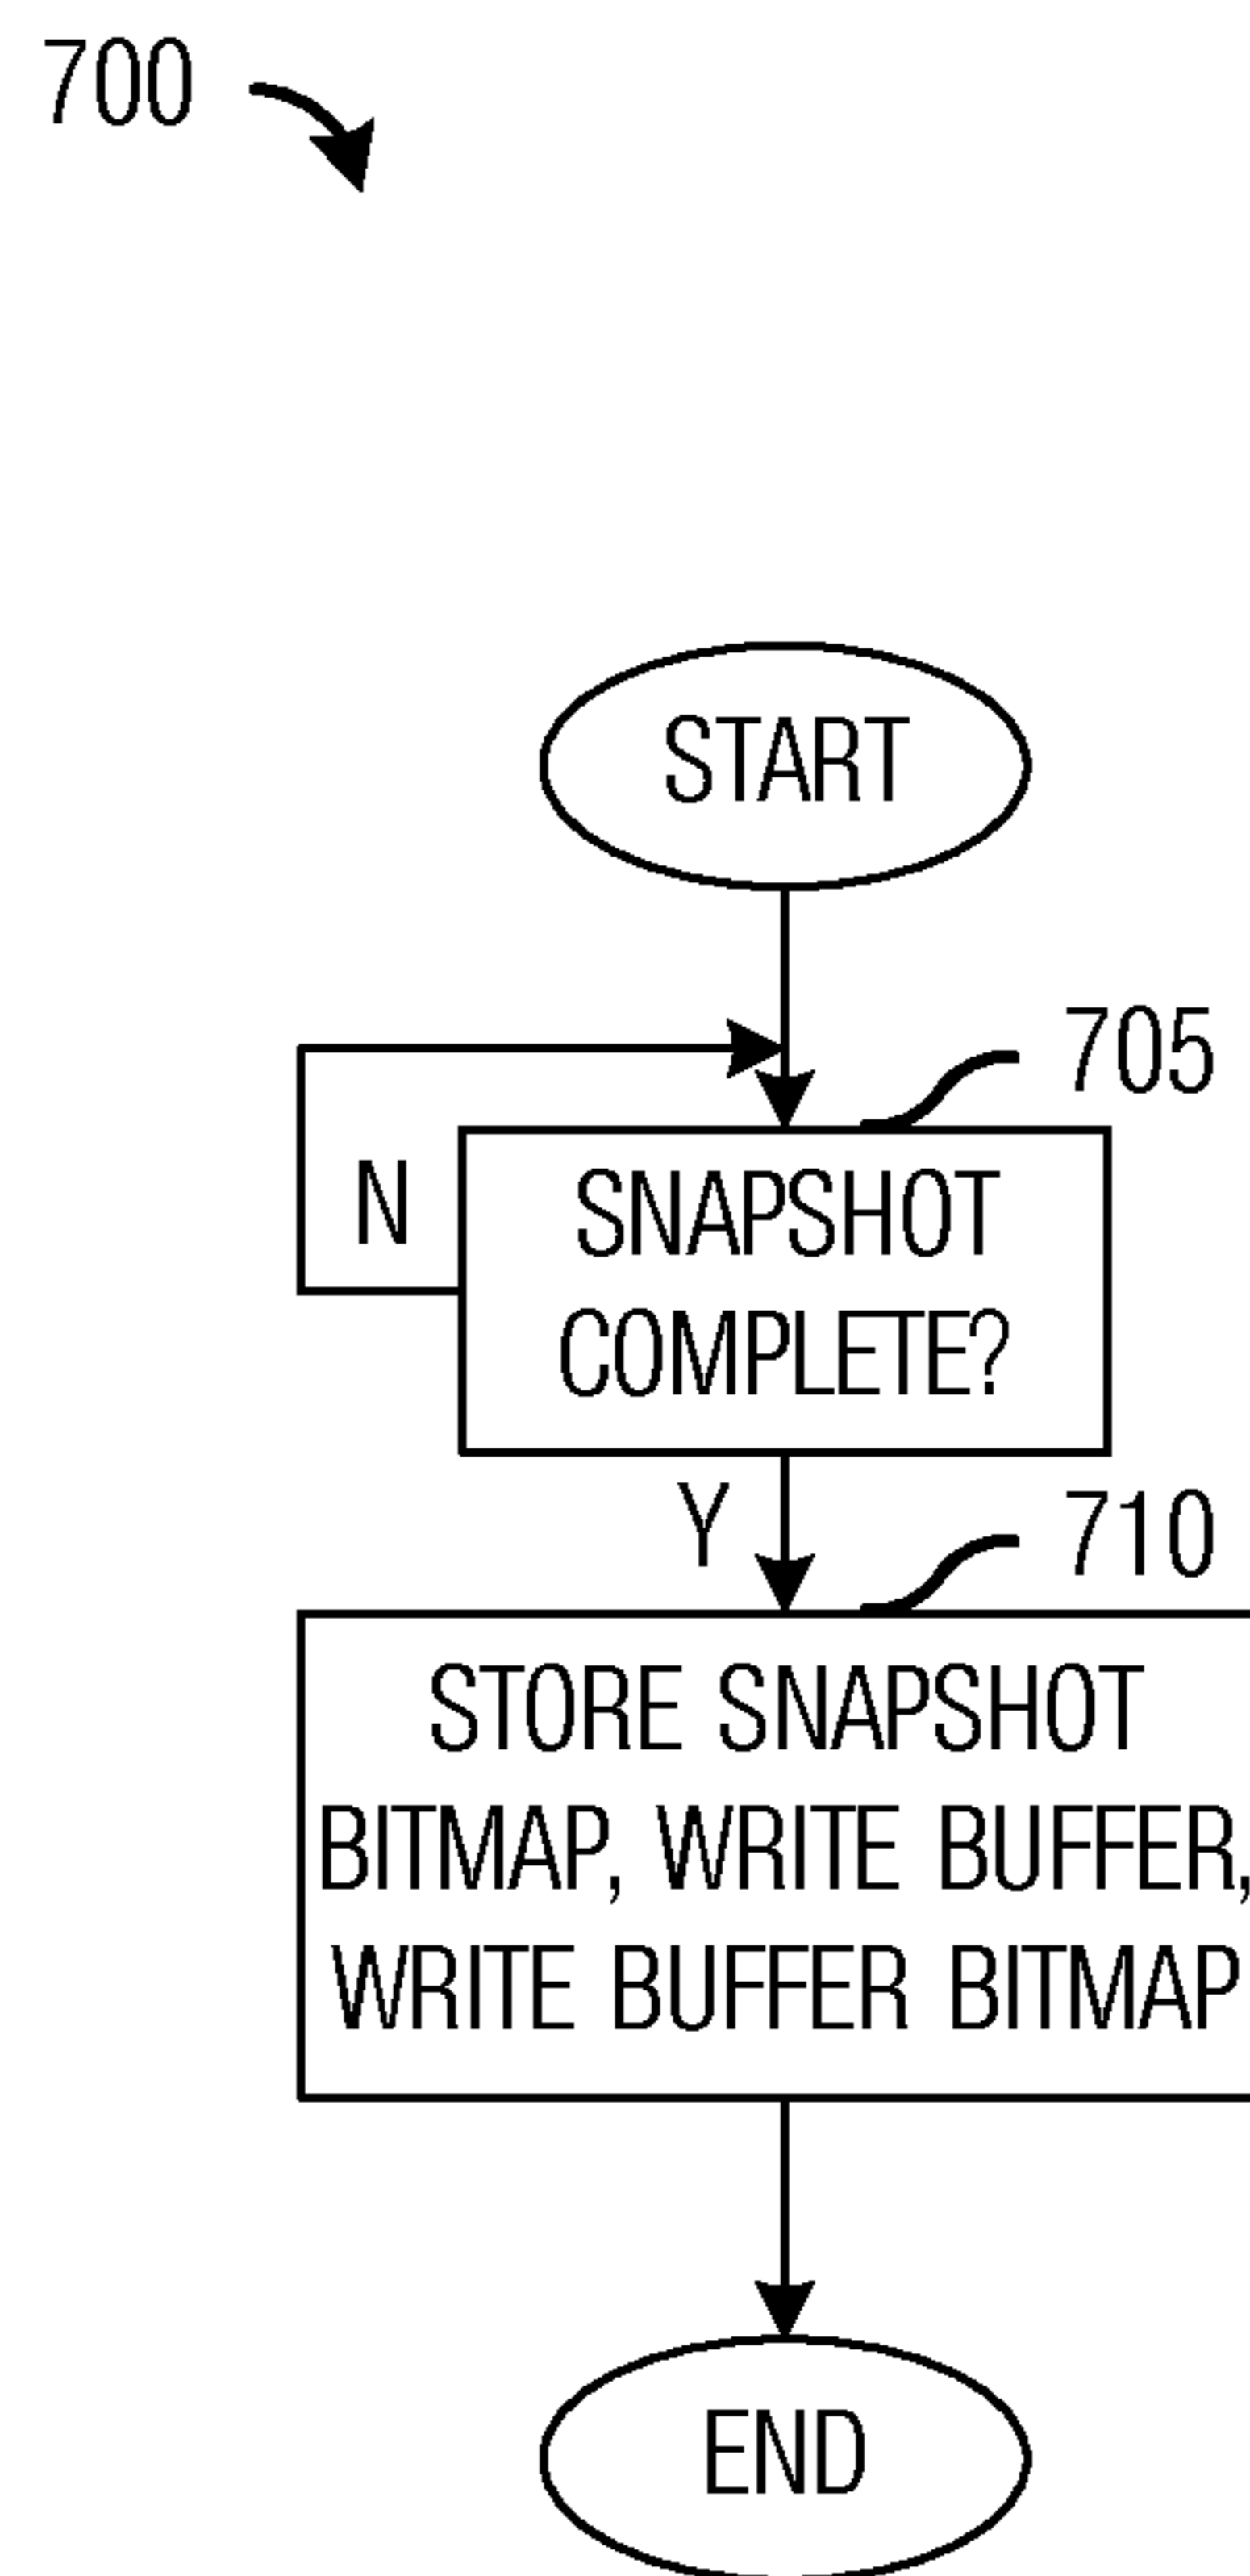 700
START
705
N
SNAPSHOT
COMPLETE?
Y
710
STORE SNAPSHOT
BITMAP, WRITE BUFFER,
WRITE BUFFER BITMAP
END